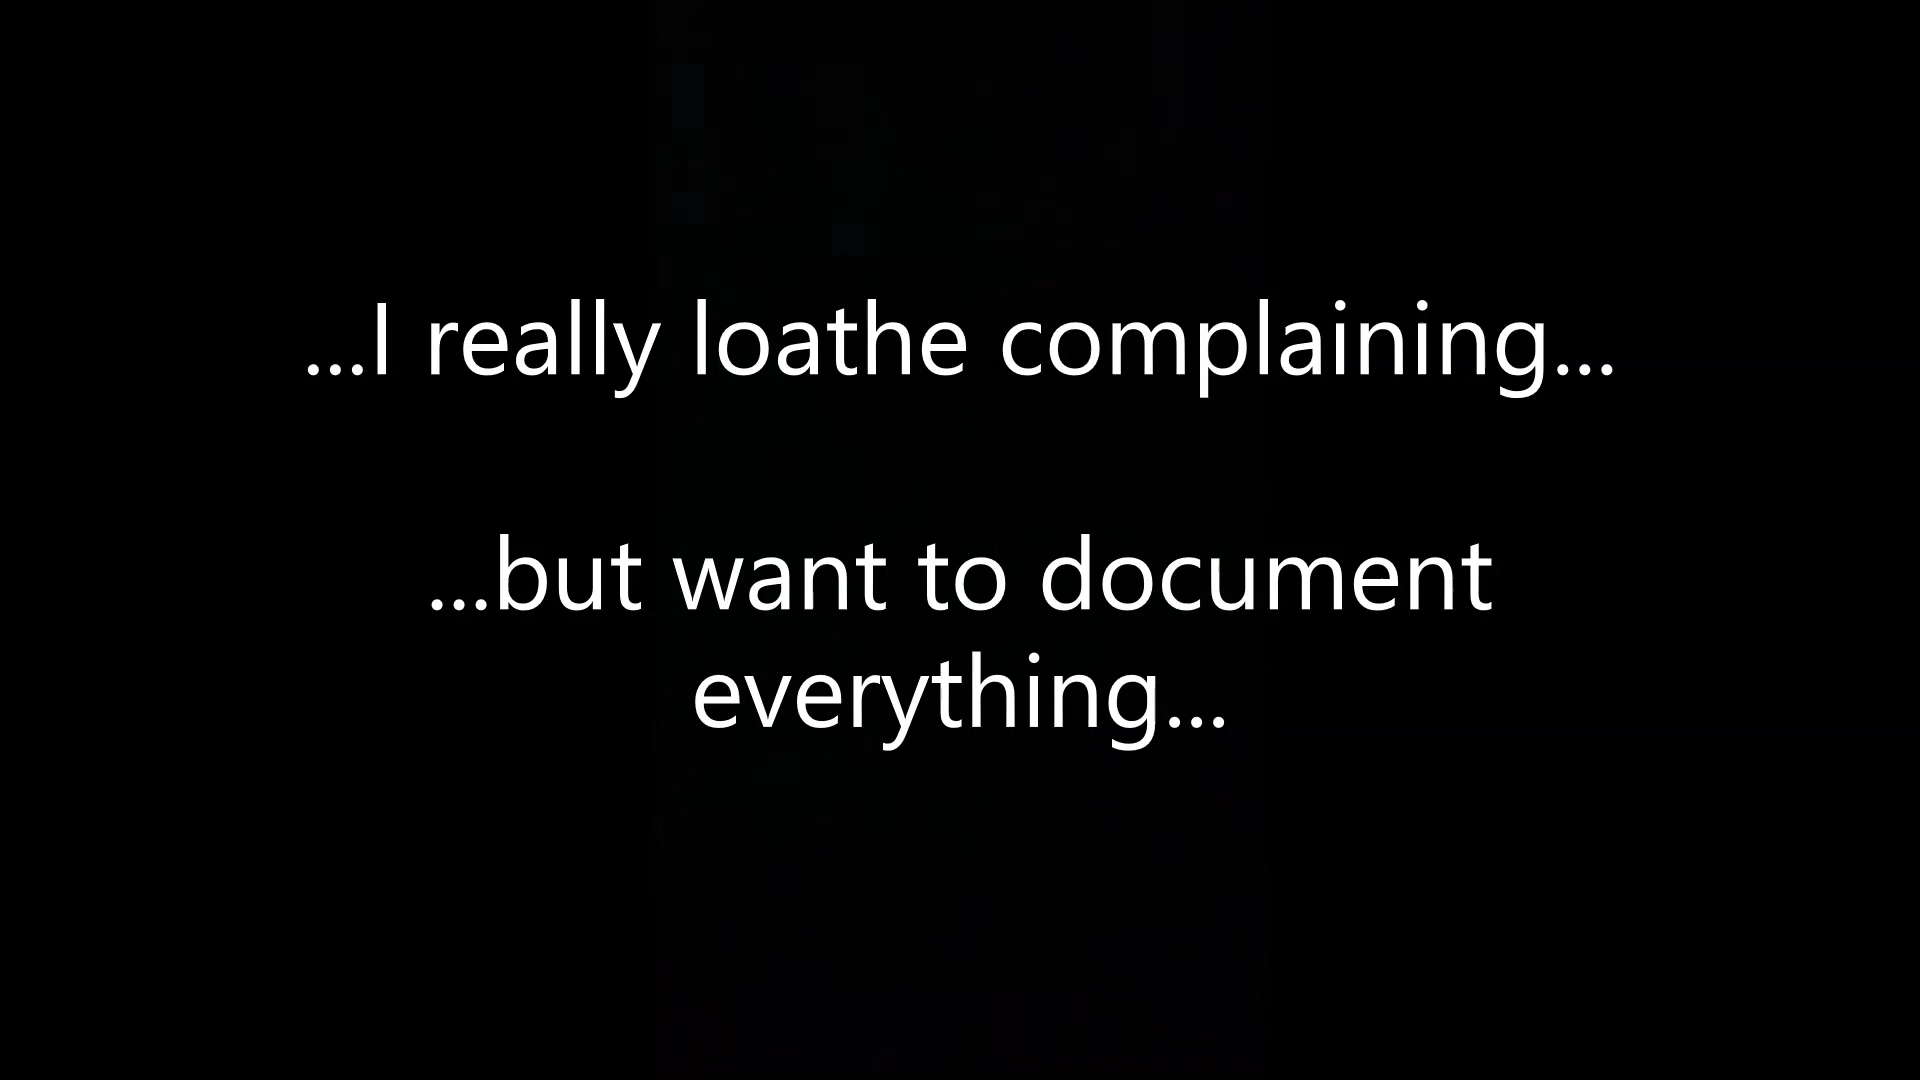 ...I really loathe complaining...
...but want to document
everything...